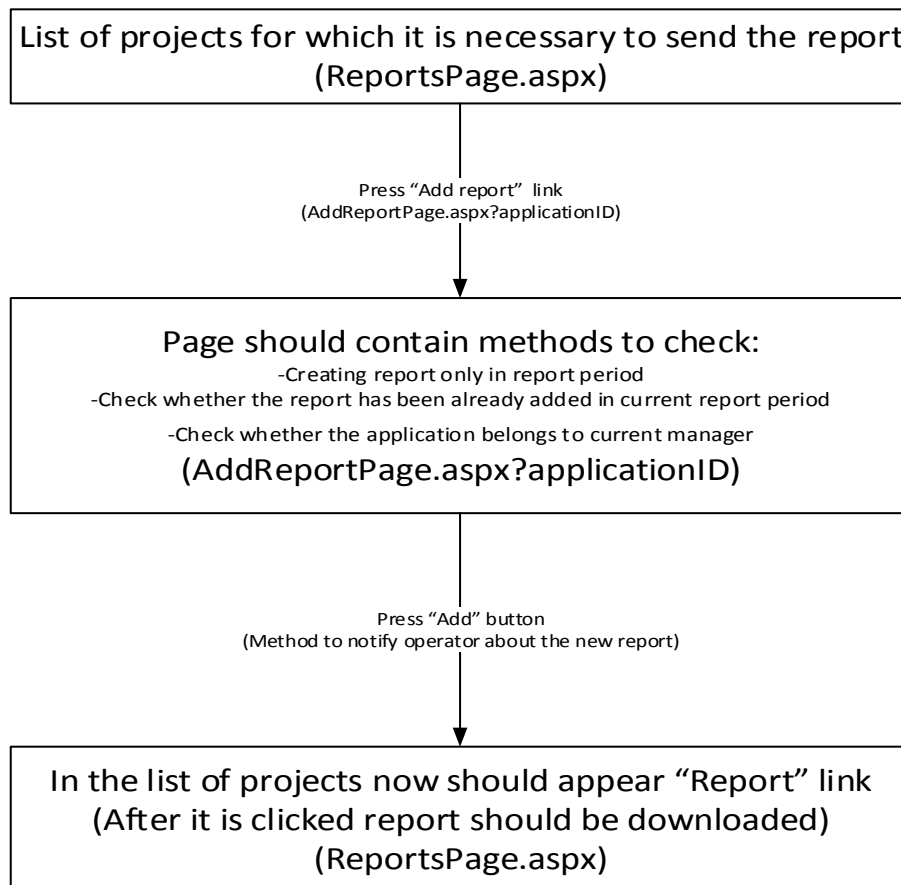 List of projects for which it is necessary to send the report
(ReportsPage.aspx)
Press “Add report” link
(AddReportPage.aspx?applicationID)
Page should contain methods to check:
-Creating report only in report period
-Check whether the report has been already added in current report period
-Check whether the application belongs to current manager
(AddReportPage.aspx?applicationID)
Press “Add” button
(Method to notify operator about the new report)
In the list of projects now should appear “Report” link
(After it is clicked report should be downloaded)
(ReportsPage.aspx)